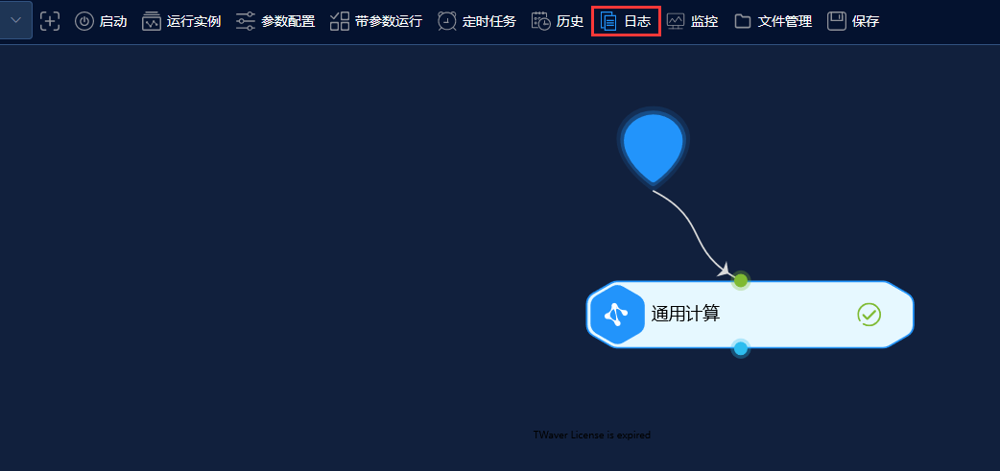 启动 运行实例 参数配置 带参数运行 定时任务 历史 日志 监控 文件管理 保存
通用计算
TWaver License is expired